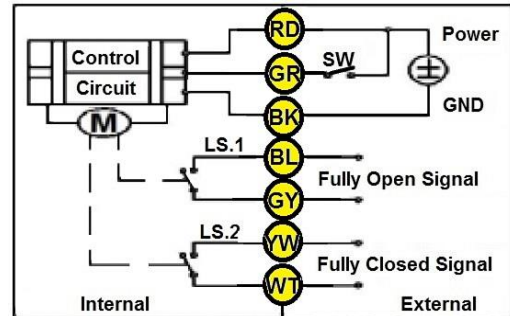 RD
Power
Control
GR
SW
Circuit
BK
GND
M
LS.1
BL
Fully Open Signal
GY
LS.2
YW
Fully Closed Signal
WT
Internal
External